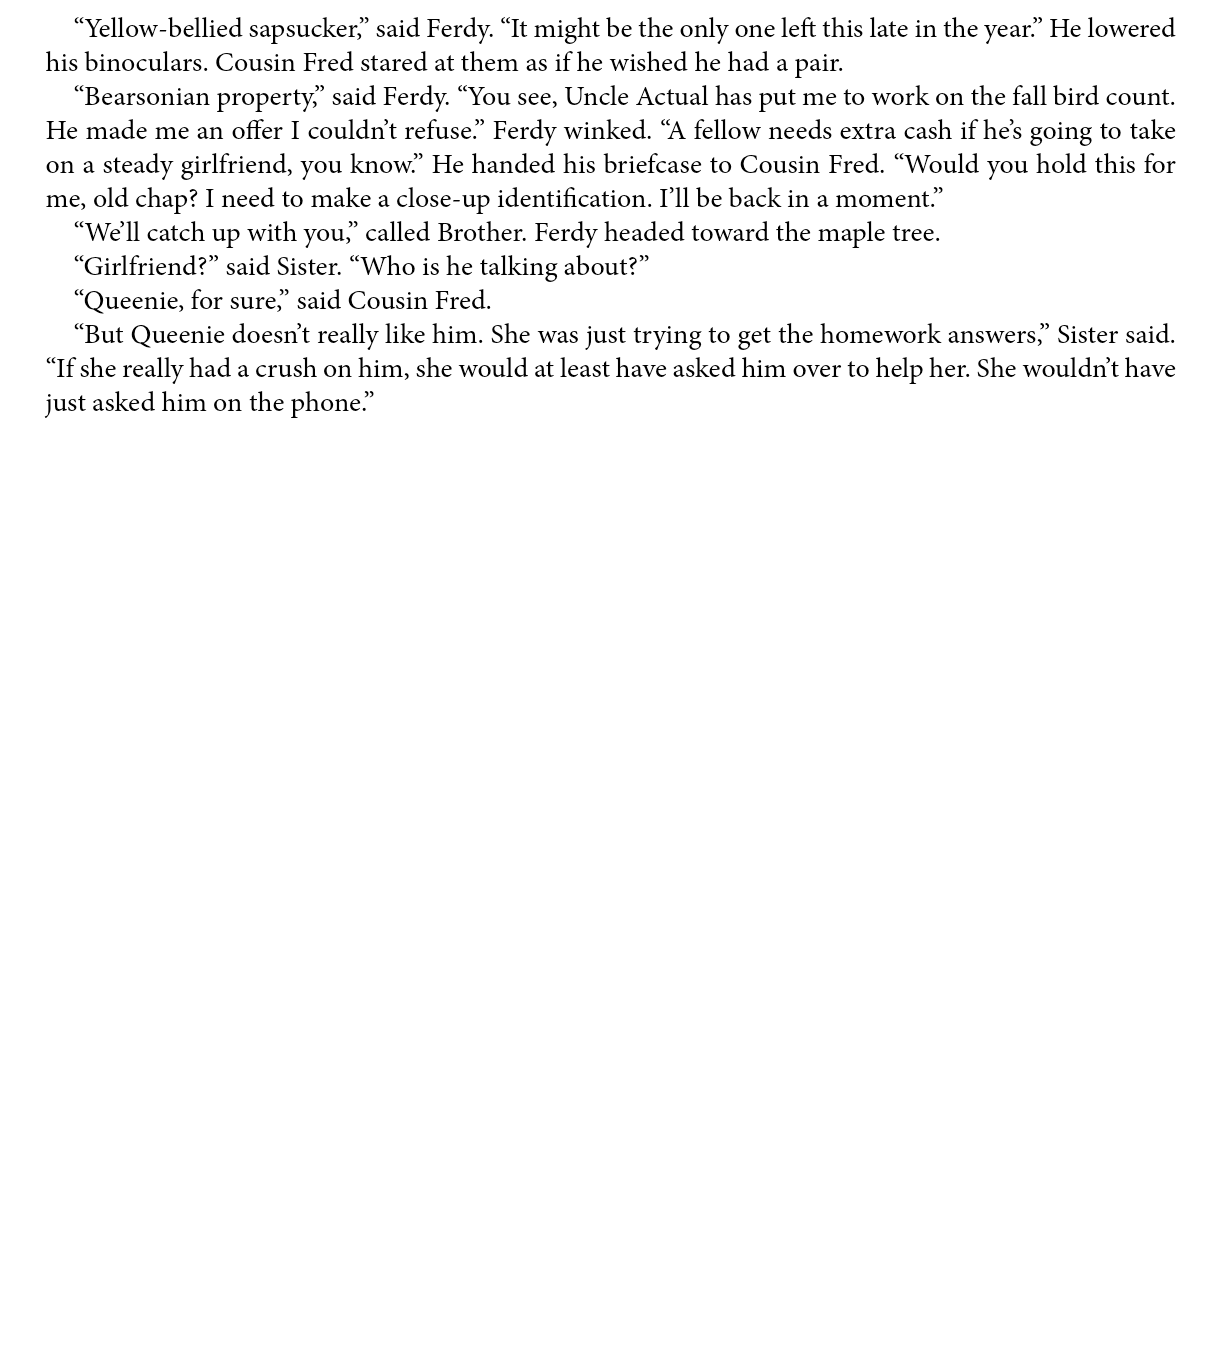 “Yellow-bellied sapsucker,” said Ferdy. “It might be the only one left this late in the year.” He lowered
his binoculars. Cousin Fred stared at them as if he wished he had a pair.
“Bearsonian property,” said Ferdy. “You see, Uncle Actual has put me to work on the fall bird count.
He made me an offer I couldn’t refuse.” Ferdy winked. “A fellow needs extra cash if he’s going to take
on a steady girlfriend, you know.” He handed his briefcase to Cousin Fred. “Would you hold this for
me, old chap? I need to make a close-up identification. I’ll be back in a moment.”
“We’ll catch up with you,” called Brother. Ferdy headed toward the maple tree.
“Girlfriend?” said Sister. “Who is he talking about?”
“Queenie, for sure,” said Cousin Fred.
“But Queenie doesn’t really like him. She was just trying to get the homework answers,” Sister said.
“If she really had a crush on him, she would at least have asked him over to help her. She wouldn’t have
just asked him on the phone.”